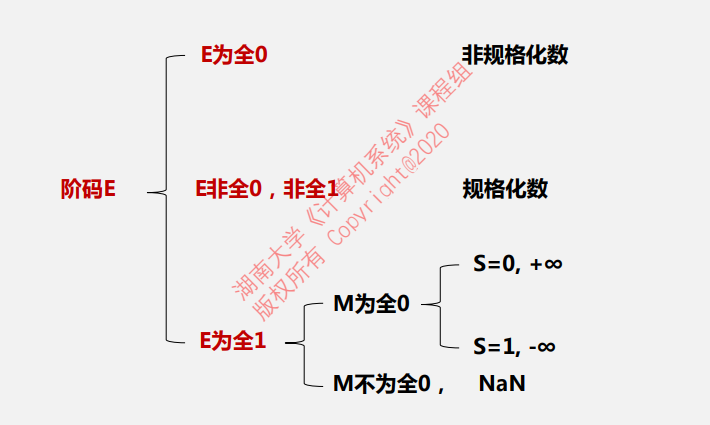 E为全0
非规格化数
阶码E
E非全0，非全1
规格化数
E为全1
M为全0
S=0, +∞
S=1, -∞
M不为全0， NaN
湖南大学《计算机系统》课程组
版权所有 Copyright@2020